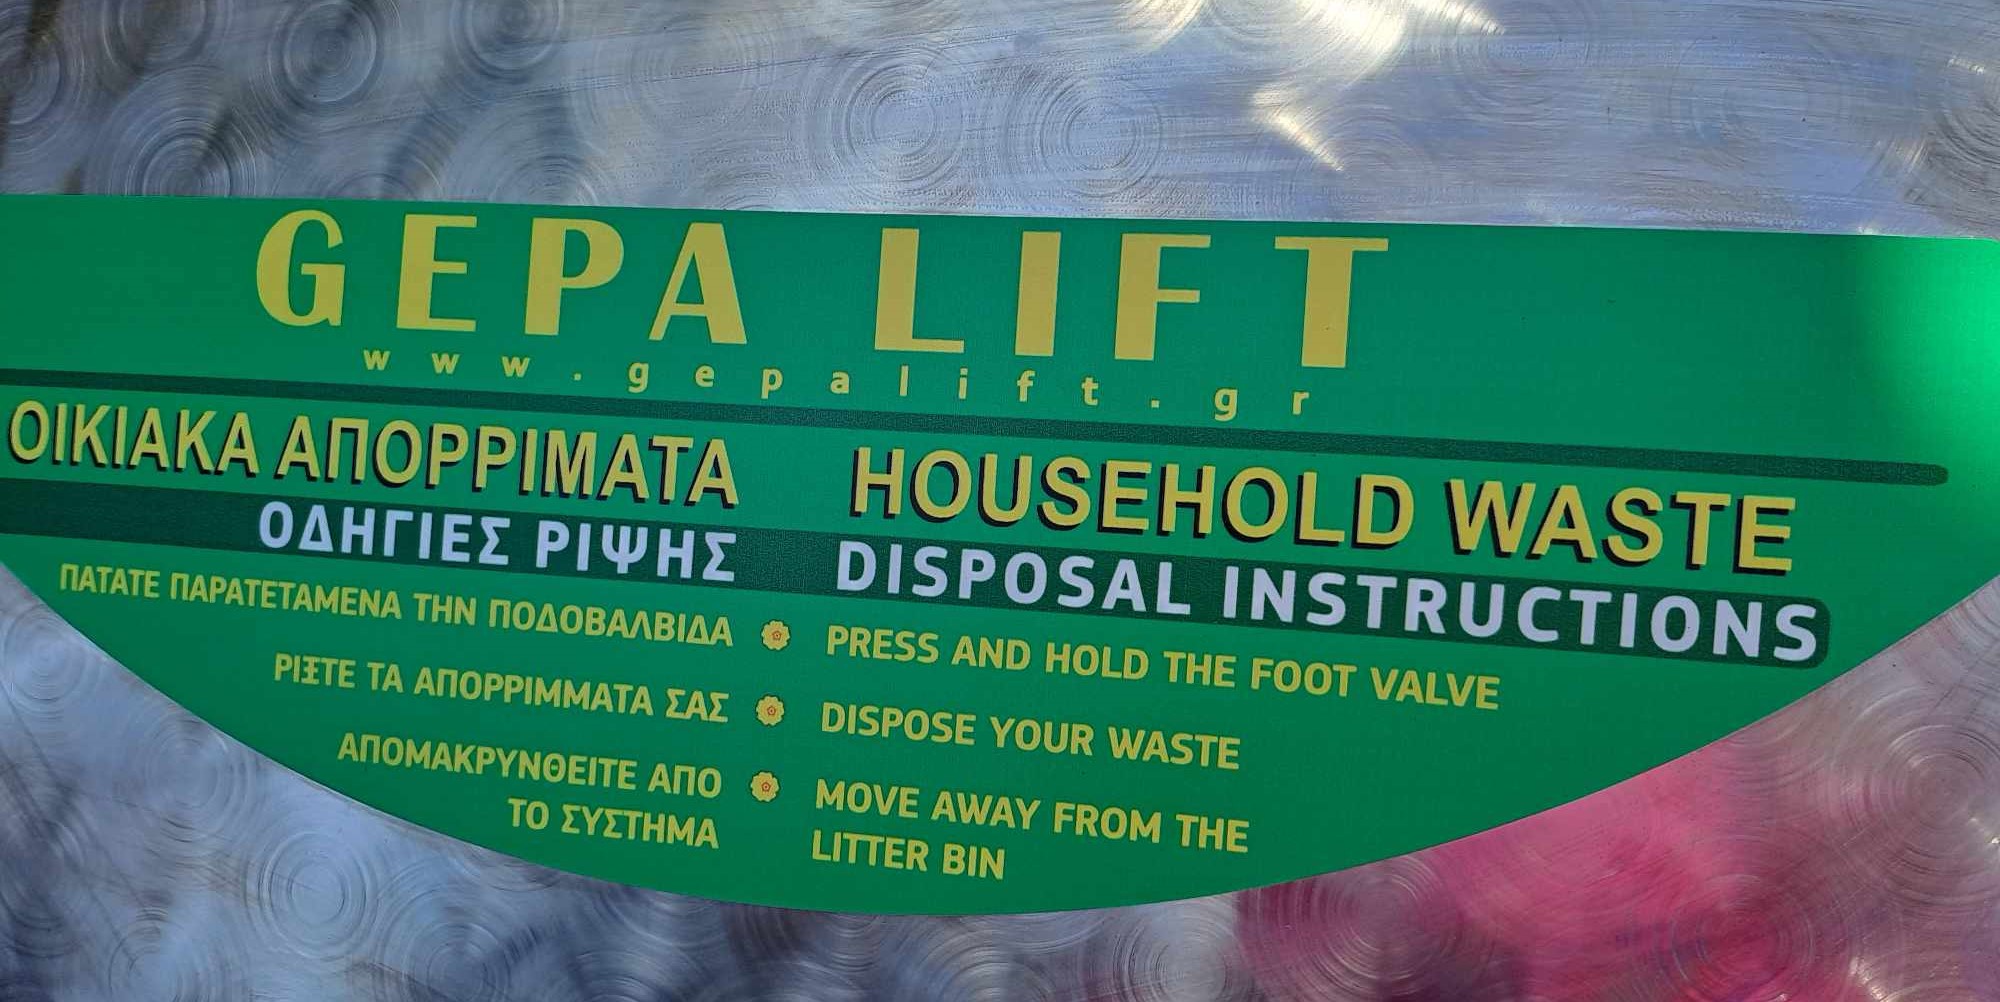 GEPA LIFT
www.gepalift.gr
ΟΙΚΙΑΚΑ ΑΠΟΡΡΙΜΑΤΑ
ΟΔΗΓΙΕΣ ΡΙΨΗΣ
ΠΑΤΑΤΕ ΠΑΡΑΤΕΤΑΜΕΝΑ ΤΗΝ ΠΟΔΟΒΑΛΒΙΔΑ
ΡΙΞΤΕ ΤΑ ΑΠΟΡΡΙΜΜΑΤΑ ΣΑΣ
ΑΠΟΜΑΚΡΥΝΘΕΙΤΕ ΑΠΟ
ΤΟ ΣΥΣΤΗΜΑ
HOUSEHOLD WASTE
DISPOSAL INSTRUCTIONS
PRESS AND HOLD THE FOOT VALVE
DISPOSE YOUR WASTE
MOVE AWAY FROM THE
LITTER BIN